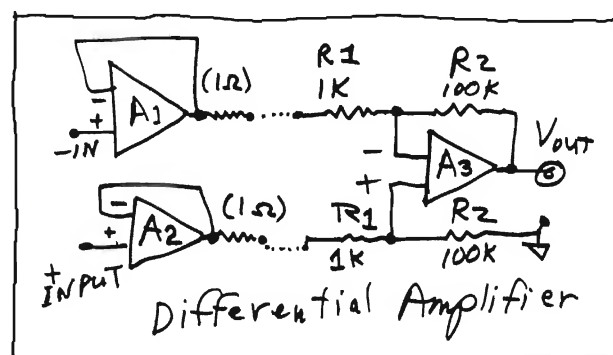 R1
1K
R2
100K
(1Ω)
-
+
A1
-IN
-
+
A3
VOUT
-
+
A2
(1Ω)
R1
1K
R2
100K
+
INPUT
Differential Amplifier